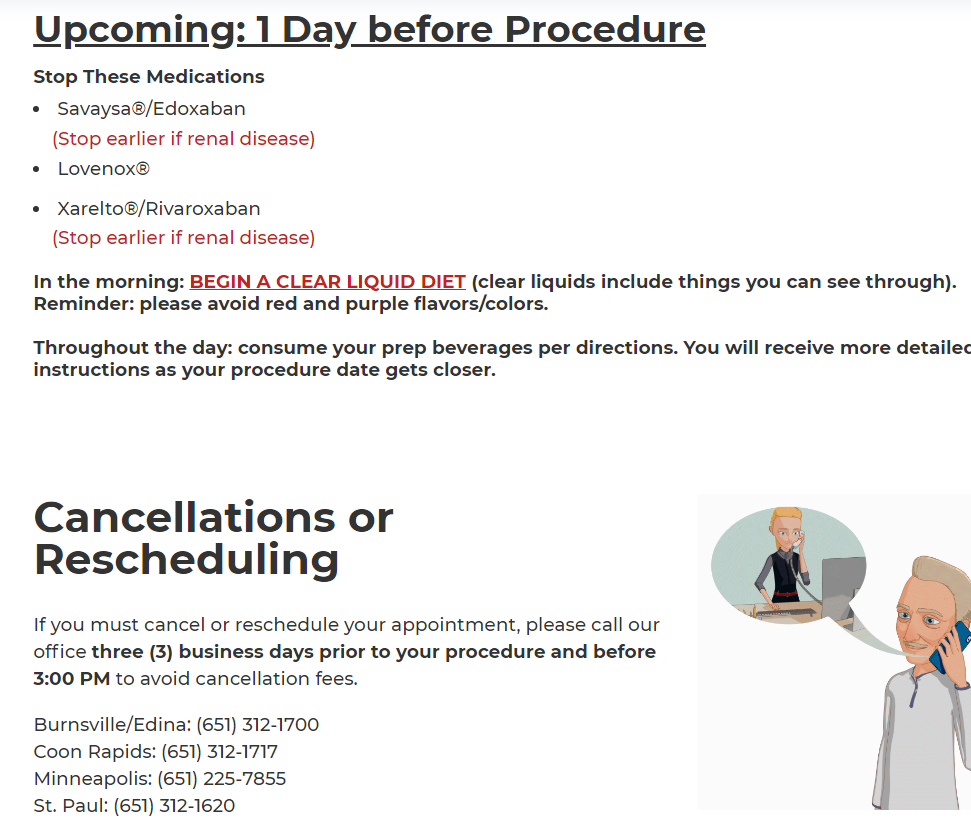 Upcoming: 1 Day before Procedure
Stop These Medications
• Savaysa®/Edoxaban
(Stop earlier if renal disease)
• Lovenox®
• Xarelto®/Rivaroxaban
(Stop earlier if renal disease)
In the morning: BEGIN A CLEAR LIQUID DIET (clear liquids include things you can see through).
Reminder: please avoid red and purple flavors/colors.
Throughout the day: consume your prep beverages per directions. You will receive more detailed
instructions as your procedure date gets closer.
Cancellations or
Rescheduling
If you must cancel or reschedule your appointment, please call our
office three (3) business days prior to your procedure and before
3:00 PM to avoid cancellation fees.
Burnsville/Edina: (651) 312-1700
Coon Rapids: (651) 312-1717
Minneapolis: (651) 225-7855
St. Paul: (651) 312-1620